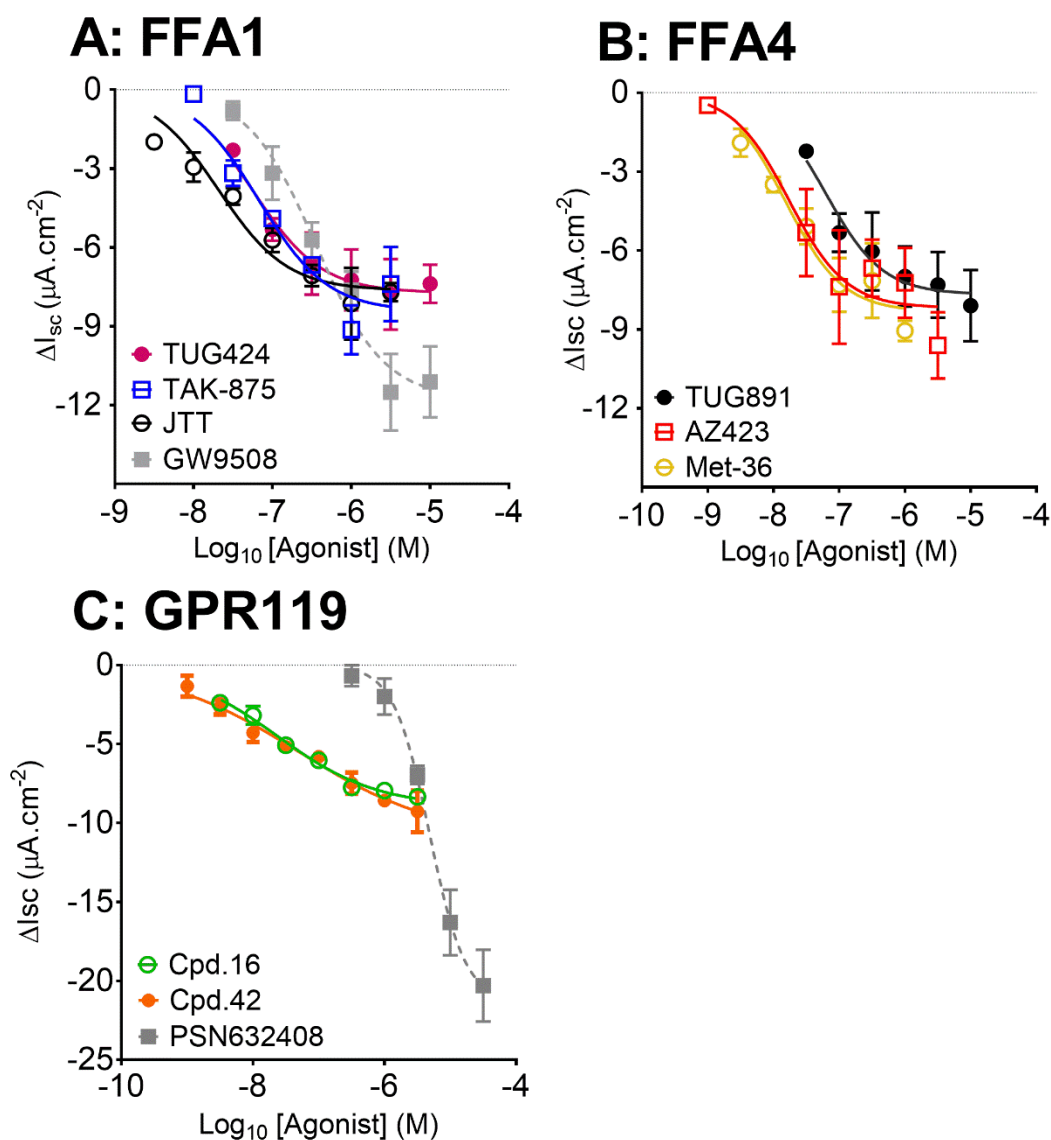 A: FFA1
0
-3
-6
-9
-12
ΔIsc (µA.cm-2)
TUG424
TAK-875
JTT
GW9508
-9 -8 -7 -6 -5 -4
Log10 [Agonist] (M)
B: FFA4
0
-3
-6
-9
-12
ΔIsc (µA.cm-2)
TUG891
AZ423
Met-36
-10 -9 -8 -7 -6 -5 -4
Log10 [Agonist] (M)
C: GPR119
0
-5
-10
-15
-20
-25
ΔIsc (µA.cm-2)
Cpd.16
Cpd.42
PSN632408
-10 -8 -6 -4
Log10 [Agonist] (M)